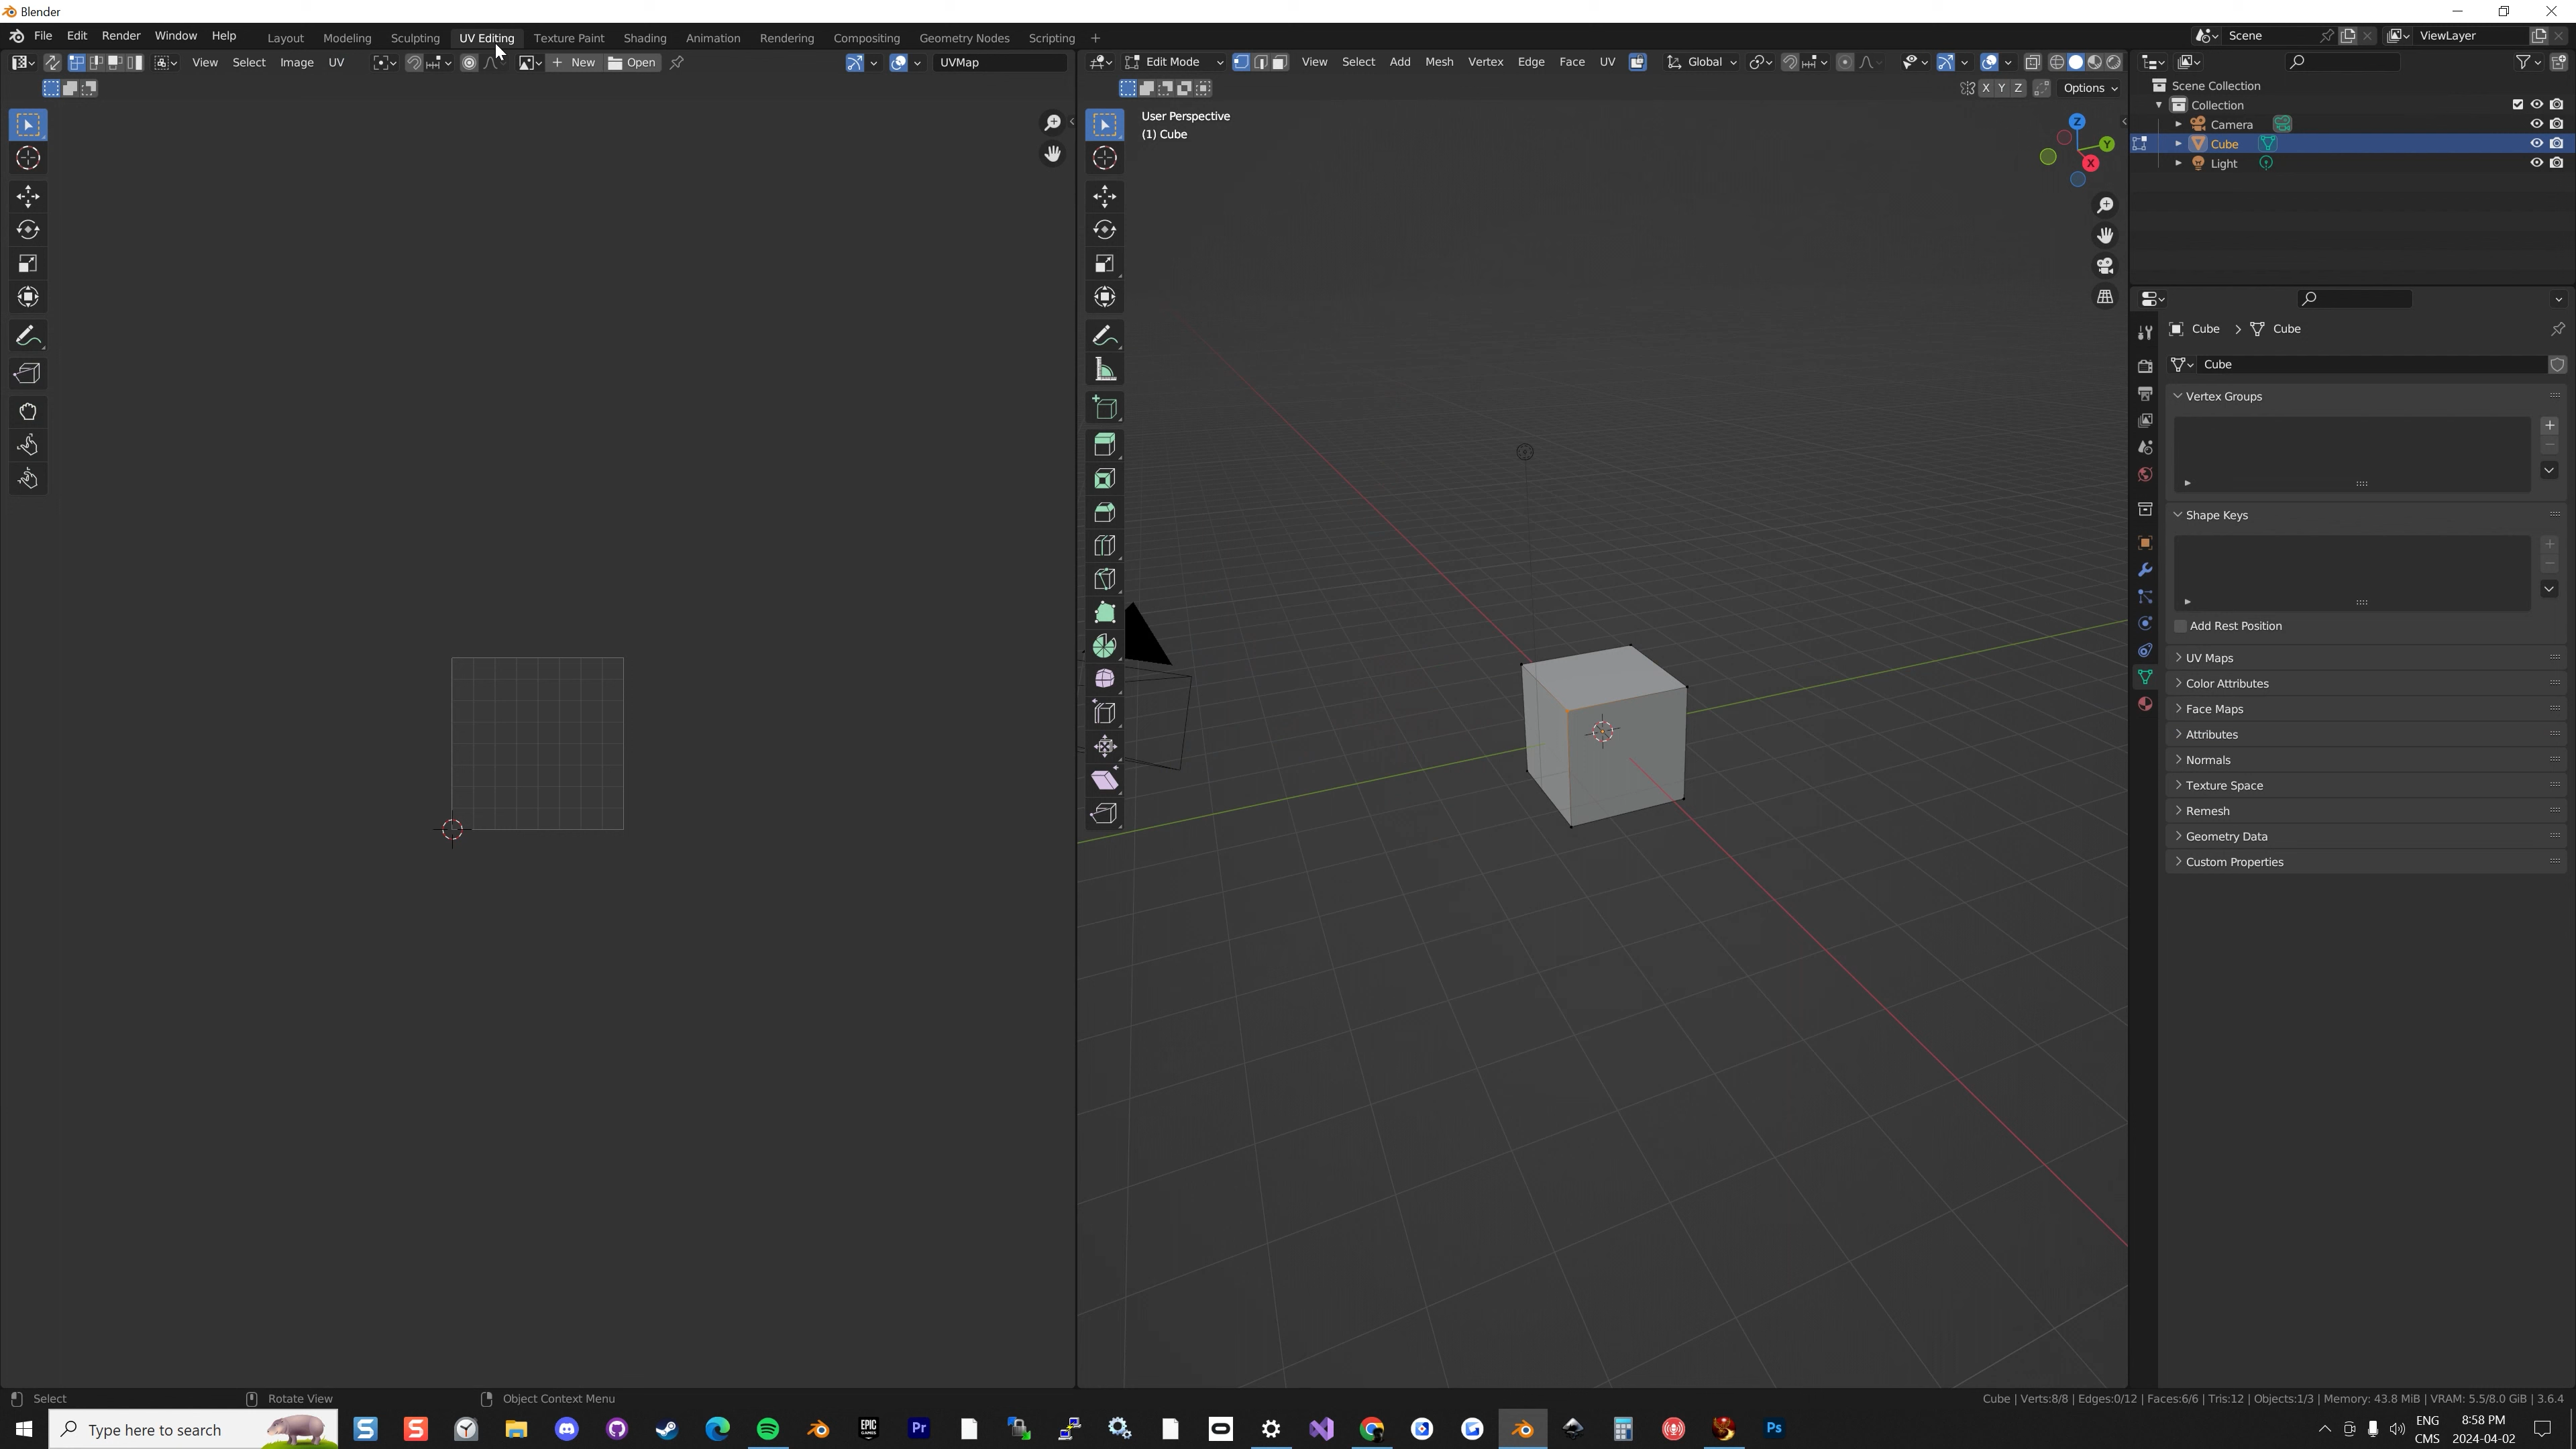 Blender
File Edit Render Window Help Layout Modeling Sculpting UV Editing Texture Paint Shading Animation Rendering Compositing Geometry Nodes Scripting + Scene ViewLayer
View Select Image UV + New Open UVMap
Edit Mode View Select Add Mesh Vertex Edge Face UV Global
X Y Z Options
User Perspective
(1) Cube
Z
Y
X
Scene Collection
Collection
Camera
Cube
Light
Cube > Cube
Cube
Vertex Groups
Shape Keys
Add Rest Position
UV Maps
Color Attributes
Face Maps
Attributes
Normals
Texture Space
Remesh
Geometry Data
Custom Properties
Select Rotate View Object Context Menu
Cube | Verts:8/8 | Edges:0/12 | Faces:6/6 | Tris:12 | Objects:1/3 | Memory: 43.8 MiB | VRAM: 5.5/8.0 GiB | 3.6.4
Type here to search
S S EPIC GAMES Pr Ps
ENG
CMS
8:58 PM
2024-04-02